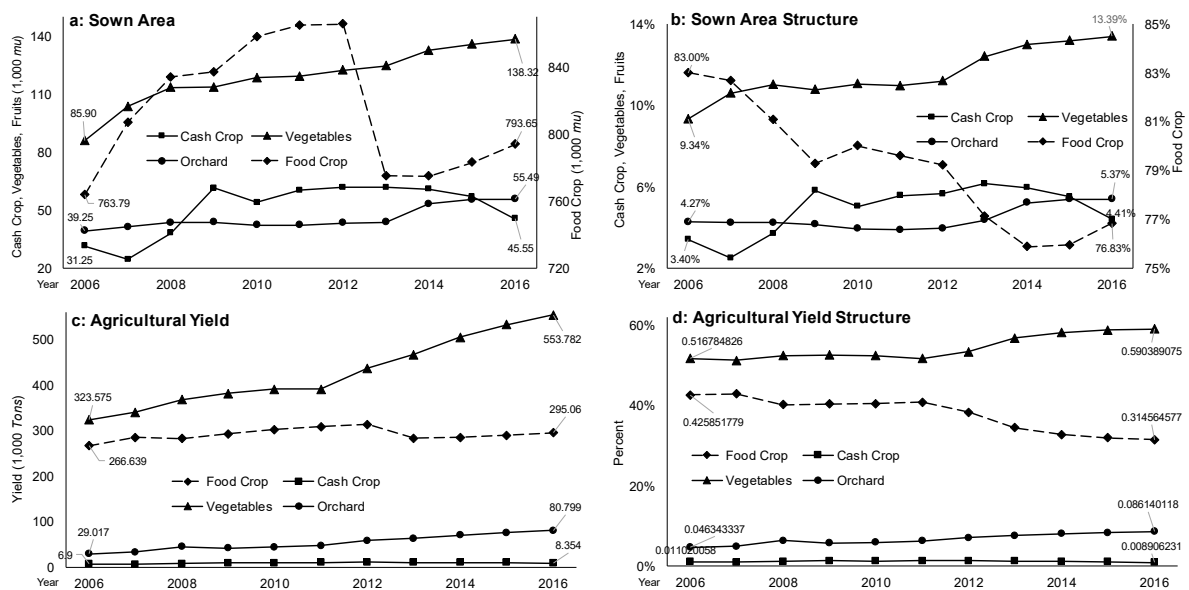 a: Sown Area
Cash Crop, Vegetables, Fruits (1,000 mu)
140
110
80
50
20
840
800
760
720
Food Crop (1,000 mu)
85.90
138.32
793.65
763.79
55.49
39.25
31.25
45.55
Cash Crop
Vegetables
Orchard
Food Crop
Year
2006
2008
2010
2012
2014
2016
b: Sown Area Structure
Cash Crop, Vegetables, Fruits
14%
10%
6%
2%
85%
83%
81%
79%
77%
75%
Food Crop
13.39%
83.00%
9.34%
5.37%
4.27%
4.41%
3.40%
76.83%
Cash Crop
Vegetables
Orchard
Food Crop
Year
2006
2008
2010
2012
2014
2016
c: Agricultural Yield
Yield (1,000 Tons)
500
400
300
200
100
0
553.782
323.575
295.06
266.639
80.799
29.017
6.9
8.354
Food Crop
Cash Crop
Vegetables
Orchard
Year
2006
2008
2010
2012
2014
2016
d: Agricultural Yield Structure
Percent
60%
40%
20%
0%
0.516784826
0.590389075
0.425851779
0.314564577
0.086140118
0.046343337
0.011020058
0.008906231
Food Crop
Cash Crop
Vegetables
Orchard
Year
2006
2008
2010
2012
2014
2016